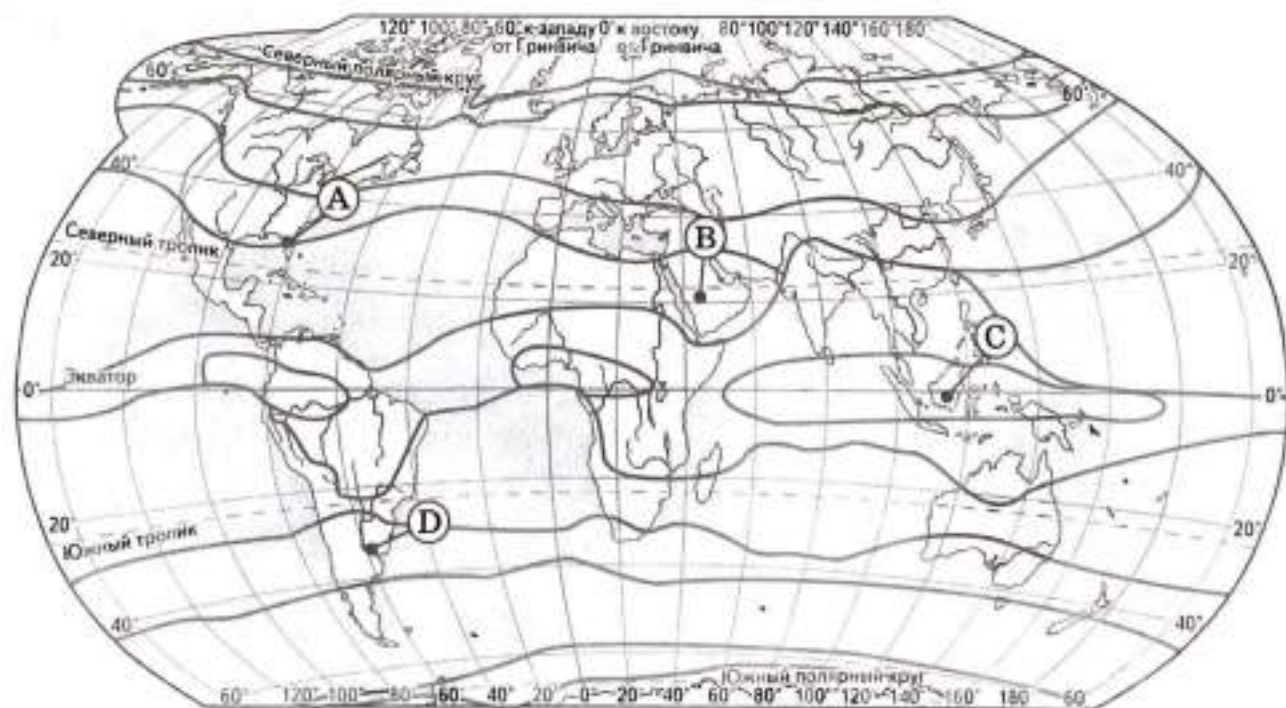 120° 100° 80° 60° к западу 0° к востоку 80° 100° 120° 140° 160° 180°
от Гринвича от Гринвича
Северный полярный круг
60°
60°
40°
40°
A
B
Северный тропик
20°
20°
C
Экватор
0°
0°
D
20°
20°
Южный тропик
40°
40°
Южный полярный круг
60° 120° 100° 80° 60° 40° 20° 0° 20° 40° 60° 80° 100° 120° 140° 160° 180 60